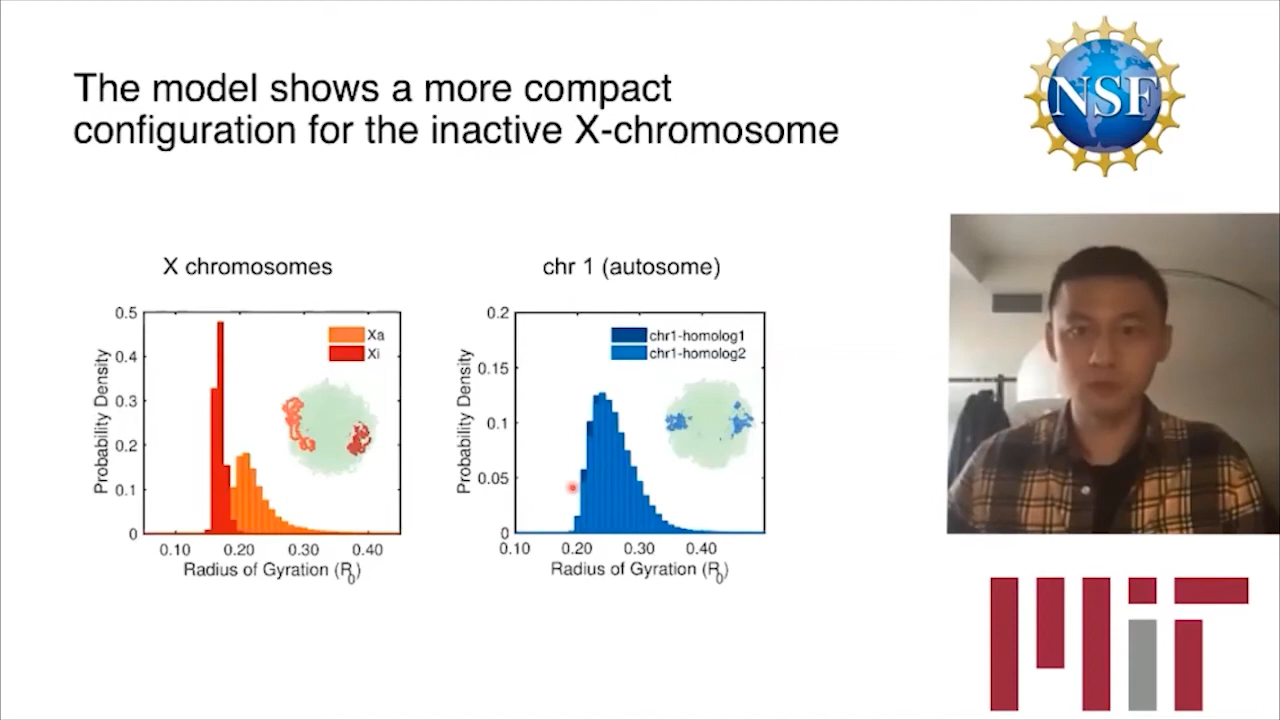 The model shows a more compact
configuration for the inactive X-chromosome
NSF
X chromosomes
0.5
0.4
0.3
0.2
0.1
0
Probability Density
Xa
Xi
0.10 0.20 0.30 0.40
Radius of Gyration (R0)
chr 1 (autosome)
0.2
0.15
0.1
0.05
0
Probability Density
chr1-homolog1
chr1-homolog2
0.10 0.20 0.30 0.40
Radius of Gyration (R0)
MIT